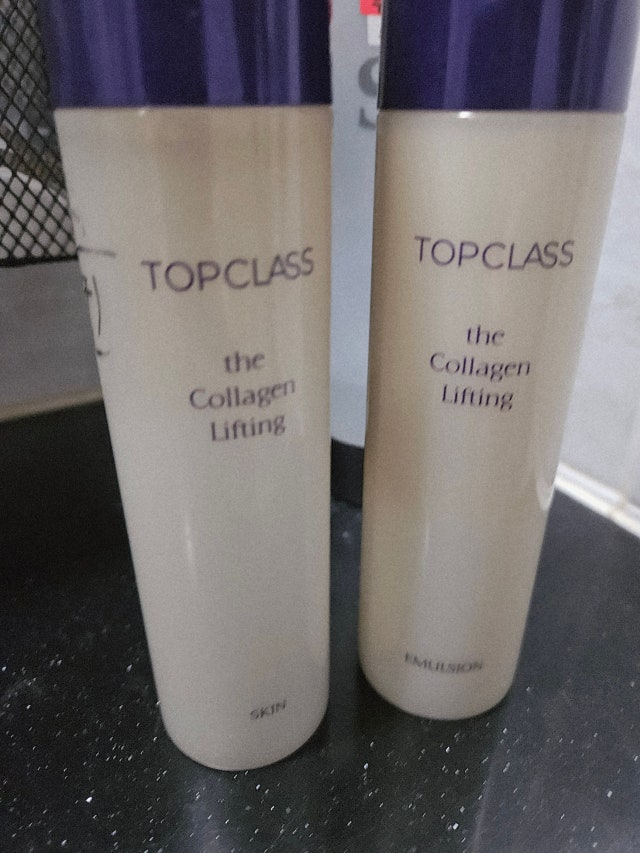 TOPCLASS
the
Collagen
Lifting
SKIN
TOPCLASS
the
Collagen
Lifting
EMULSION